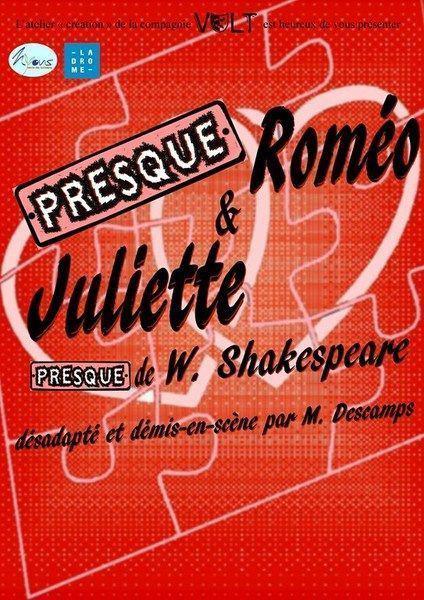 L'atelier « création » de la compagnie VOLT est heureux de vous présenter
-LA
DRO
ME-
PRESQUE Roméo
&
Juliette
PRESQUE de W. Shakespeare
désadapté et démis-en-scène par M. Descamps